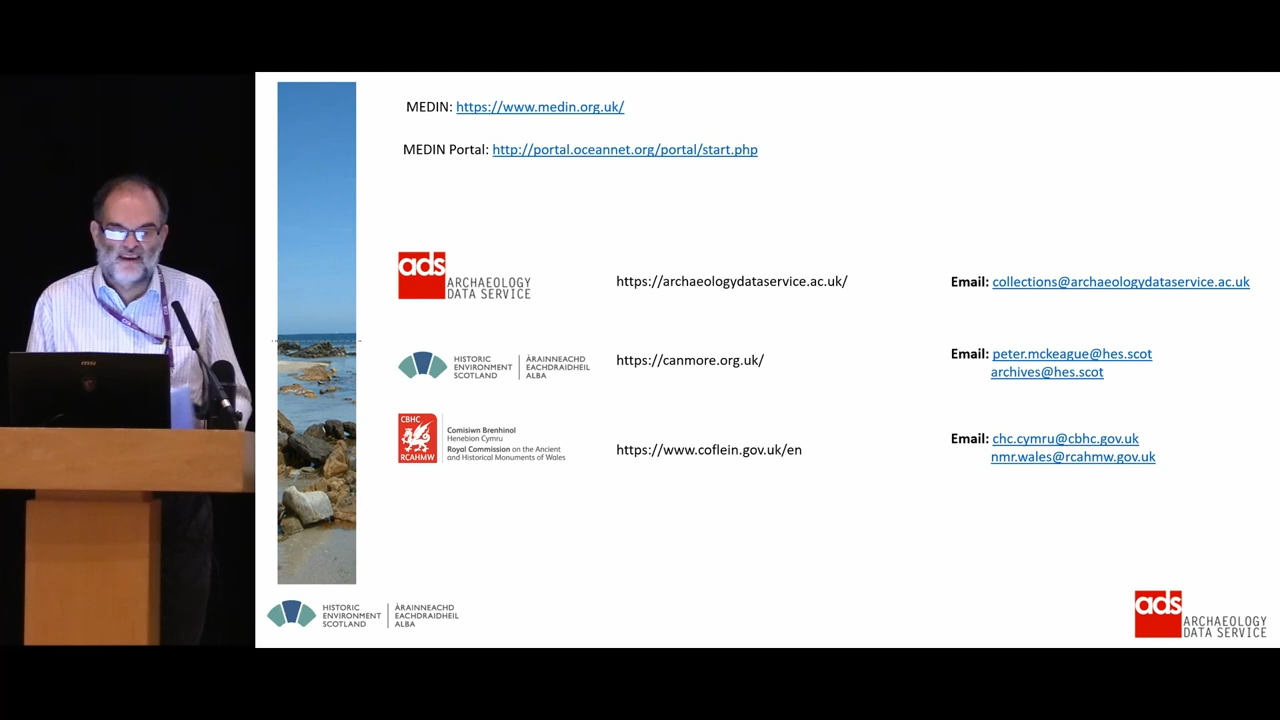 MEDIN: https://www.medin.org.uk/
MEDIN Portal: http://portal.oceannet.org/portal/start.php
ads
ARCHAEOLOGY
DATA SERVICE
https://archaeologydataservice.ac.uk/
Email: collections@archaeologydataservice.ac.uk
HISTORIC
ENVIRONMENT
SCOTLAND
ÀRAINNEACHD
EACHDRAIDHEIL
ALBA
https://canmore.org.uk/
Email: peter.mckeague@hes.scot
archives@hes.scot
CBHC
RCAHMW
Comisiwn Brenhinol
Henebion Cymru
Royal Commission on the Ancient
and Historical Monuments of Wales
https://www.coflein.gov.uk/en
Email: chc.cymru@cbhc.gov.uk
nmr.wales@rcahmw.gov.uk
msi
HISTORIC
ENVIRONMENT
SCOTLAND
ÀRAINNEACHD
EACHDRAIDHEIL
ALBA
ads
ARCHAEOLOGY
DATA SERVICE